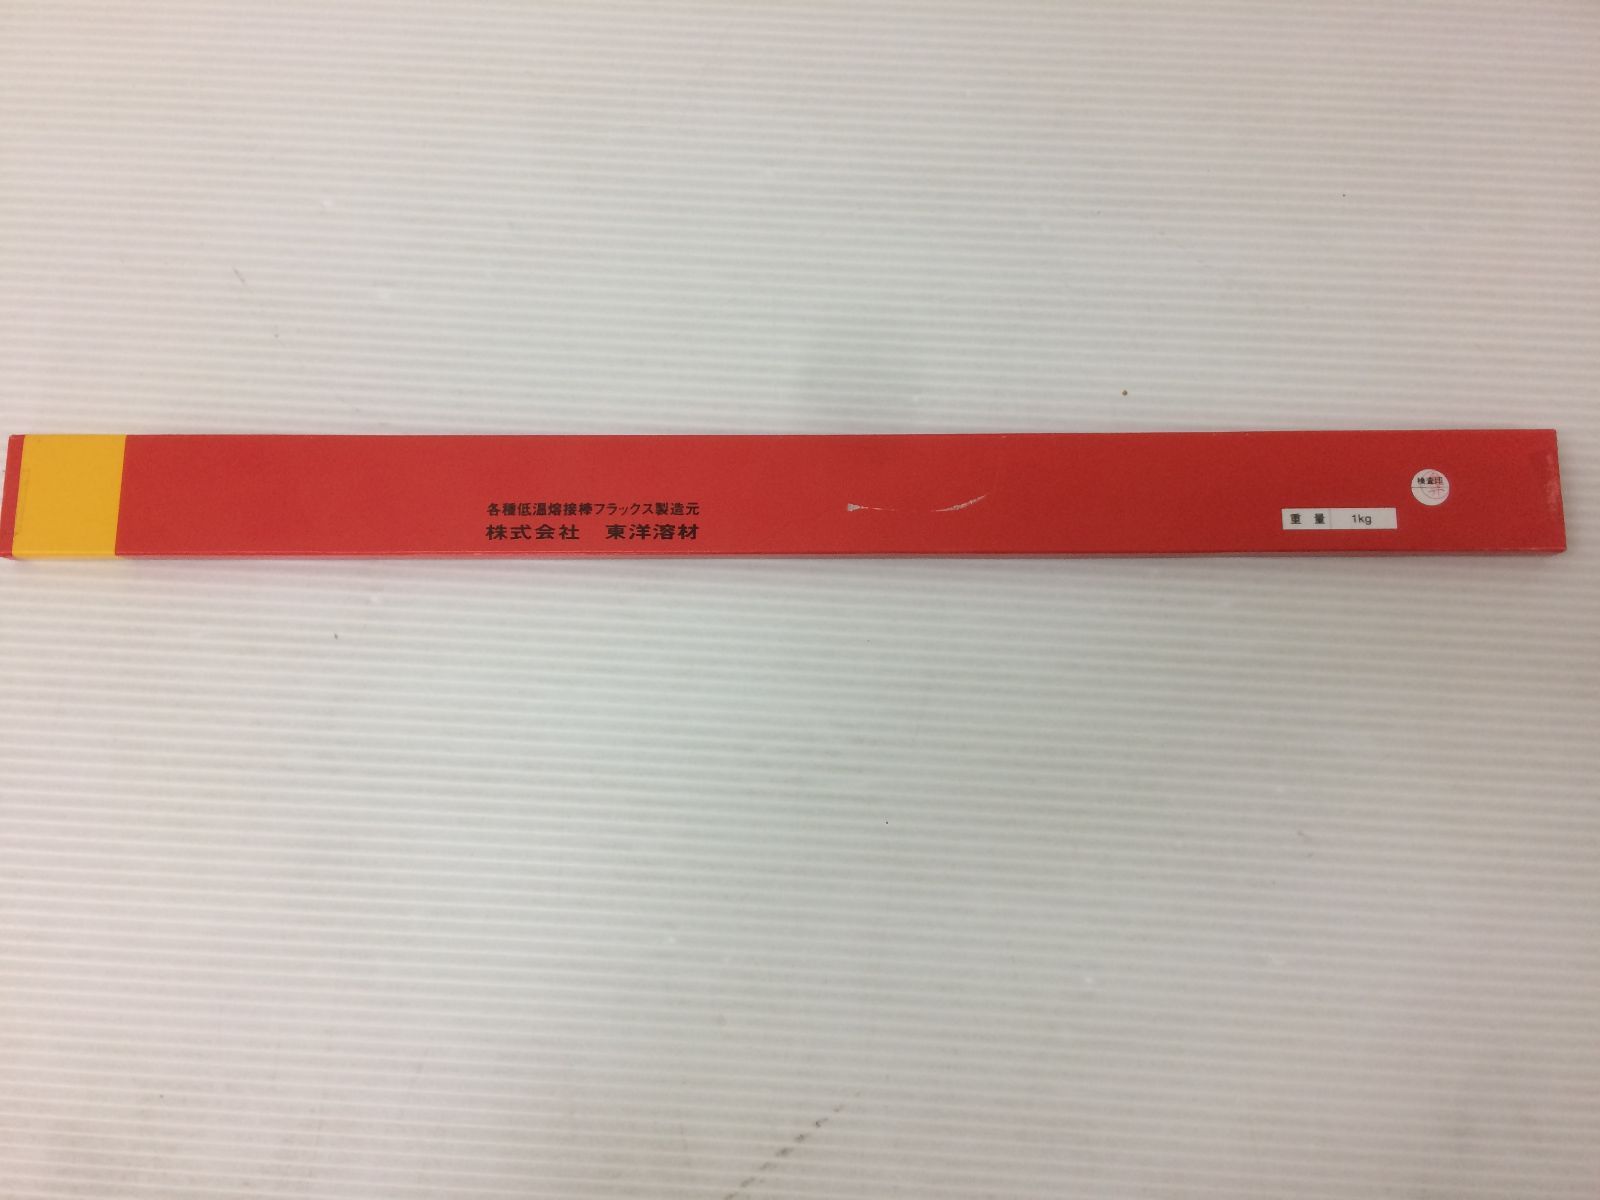 各種低温熔接棒フラックス製造元
株式会社 東洋溶材
重量 1kg
検査印